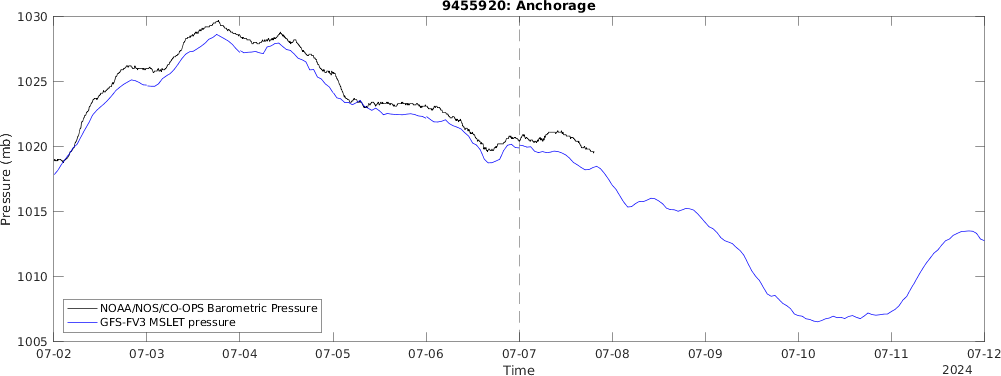 9455920: Anchorage
Pressure (mb)
1030
1025
1020
1015
1010
1005
NOAA/NOS/CO-OPS Barometric Pressure
GFS-FV3 MSLET pressure
07-02 07-03 07-04 07-05 07-06 07-07 07-08 07-09 07-10 07-11 07-12
Time
2024